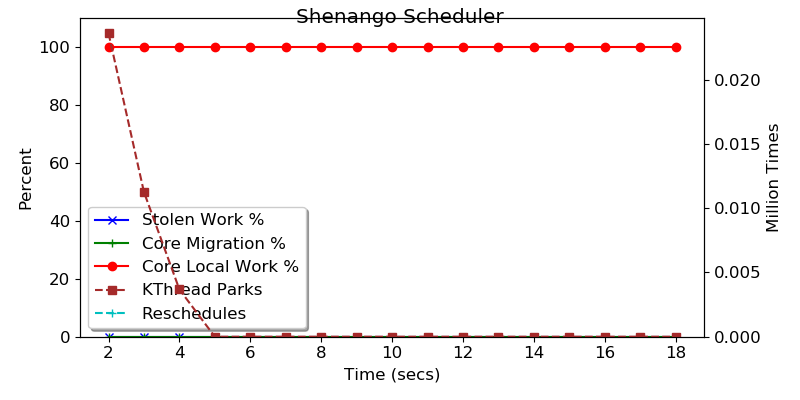 Shenango Scheduler
100
80
60
40
20
0
Percent
0.020
0.015
0.010
0.005
0.000
Million Times
Stolen Work %
Core Migration %
Core Local Work %
KThread Parks
Reschedules
2 4 6 8 10 12 14 16 18
Time (secs)